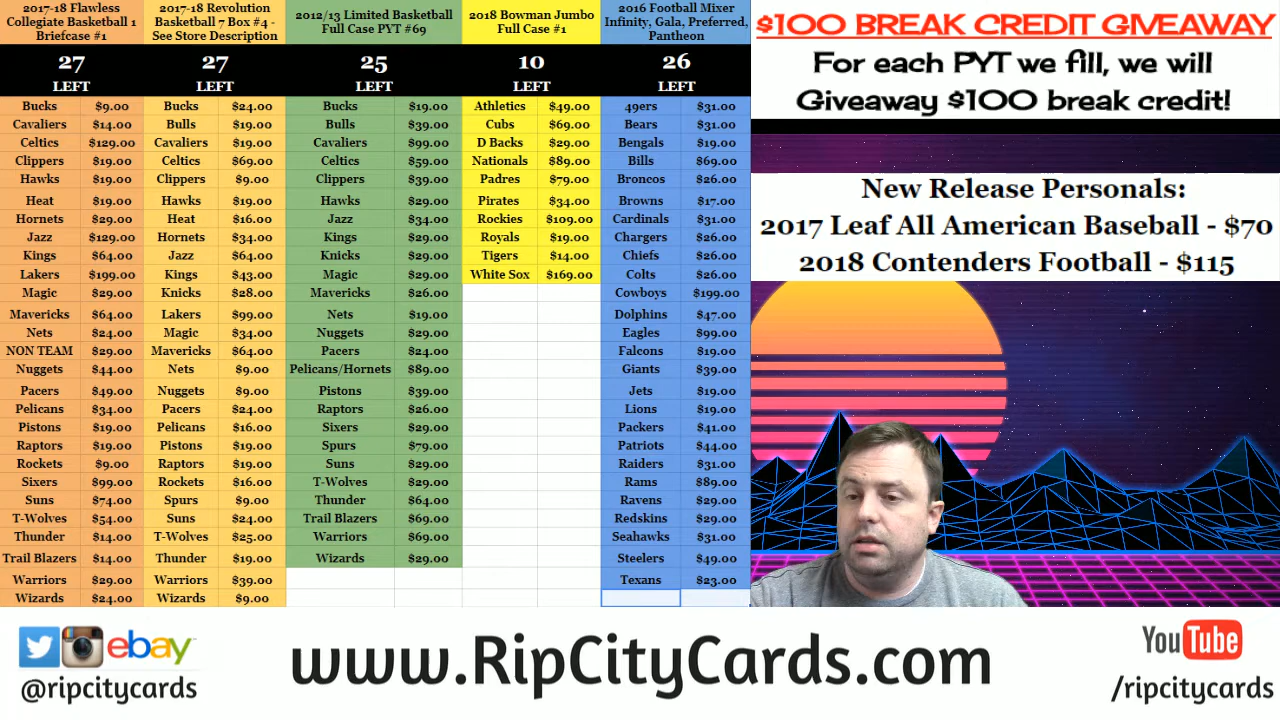 2017-18 Flawless
Collegiate Basketball 1
Briefcase #1
27
LEFT
Bucks $9.00
Cavaliers $14.00
Celtics $129.00
Clippers $19.00
Hawks $19.00
Heat $19.00
Hornets $29.00
Jazz $129.00
Kings $64.00
Lakers $199.00
Magic $29.00
Mavericks $64.00
Nets $24.00
NON TEAM $29.00
Nuggets $44.00
Pacers $49.00
Pelicans $34.00
Pistons $19.00
Raptors $19.00
Rockets $9.00
Sixers $99.00
Suns $74.00
T-Wolves $54.00
Thunder $14.00
Trail Blazers $14.00
Warriors $29.00
Wizards $24.00
2017-18 Revolution
Basketball 7 Box #4 -
See Store Description
27
LEFT
Bucks $24.00
Bulls $19.00
Cavaliers $19.00
Celtics $69.00
Clippers $9.00
Hawks $19.00
Heat $16.00
Hornets $34.00
Jazz $64.00
Kings $43.00
Knicks $28.00
Lakers $99.00
Magic $34.00
Mavericks $64.00
Nets $9.00
Nuggets $9.00
Pacers $24.00
Pelicans $16.00
Pistons $19.00
Raptors $19.00
Rockets $16.00
Spurs $9.00
Suns $24.00
T-Wolves $25.00
Thunder $19.00
Warriors $39.00
Wizards $9.00
2012/13 Limited Basketball
Full Case PYT #69
25
LEFT
Bucks $19.00
Bulls $39.00
Cavaliers $99.00
Celtics $59.00
Clippers $39.00
Hawks $29.00
Jazz $34.00
Kings $29.00
Knicks $29.00
Magic $29.00
Mavericks $26.00
Nets $19.00
Nuggets $29.00
Pacers $24.00
Pelicans/Hornets $89.00
Pistons $39.00
Raptors $26.00
Sixers $29.00
Spurs $79.00
Suns $29.00
T-Wolves $29.00
Thunder $64.00
Trail Blazers $69.00
Warriors $69.00
Wizards $29.00
2018 Bowman Jumbo
Full Case #1
10
LEFT
Athletics $49.00
Cubs $69.00
D Backs $29.00
Nationals $89.00
Padres $79.00
Pirates $34.00
Rockies $109.00
Royals $19.00
Tigers $14.00
White Sox $169.00
2016 Football Mixer
Infinity, Gala, Preferred,
Pantheon
26
LEFT
49ers $31.00
Bears $31.00
Bengals $19.00
Bills $69.00
Broncos $26.00
Browns $17.00
Cardinals $31.00
Chargers $26.00
Chiefs $26.00
Colts $26.00
Cowboys $199.00
Dolphins $47.00
Eagles $99.00
Falcons $19.00
Giants $39.00
Jets $19.00
Lions $19.00
Packers $41.00
Patriots $44.00
Raiders $31.00
Rams $89.00
Ravens $29.00
Redskins $29.00
Seahawks $31.00
Steelers $49.00
Texans $23.00
$100 BREAK CREDIT GIVEAWAY
For each PYT we fill, we will
Giveaway $100 break credit!
New Release Personals:
2017 Leaf All American Baseball - $70
2018 Contenders Football - $115
ebay
@ripcitycards
www.RipCityCards.com
YouTube
/ripcitycards